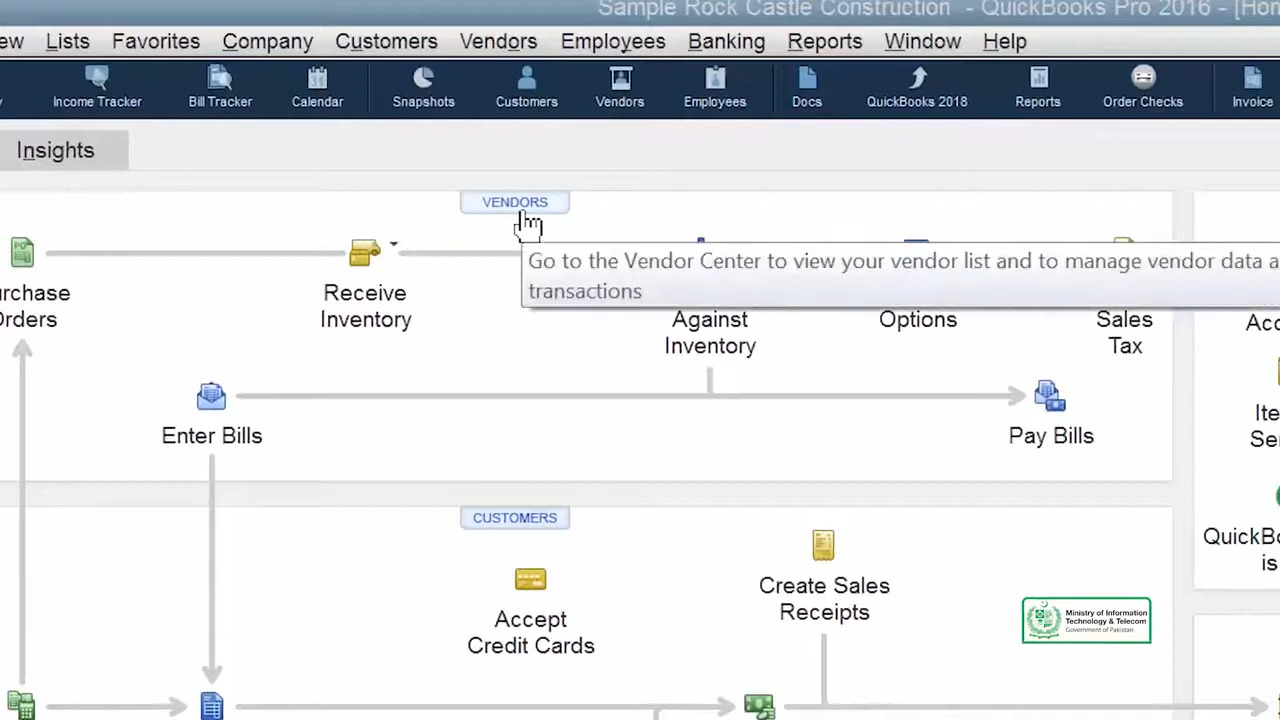 Sample Rock Castle Construction - QuickBooks Pro 2016 - [Hon
ew Lists Favorites Company Customers Vendors Employees Banking Reports Window Help
y Income Tracker Bill Tracker Calendar Snapshots Customers Vendors Employees Docs QuickBooks 2018 Reports Order Checks Invoice
Insights
VENDORS
Go to the Vendor Center to view your vendor list and to manage vendor data a
transactions
urchase
Orders
Receive
Inventory
Against
Inventory
Options
Sales
Tax
Acc
Enter Bills
Pay Bills
Ite
Ser
CUSTOMERS
QuickBo
is
Accept
Credit Cards
Create Sales
Receipts
Ministry of Information
Technology & Telecom
Government of Pakistan